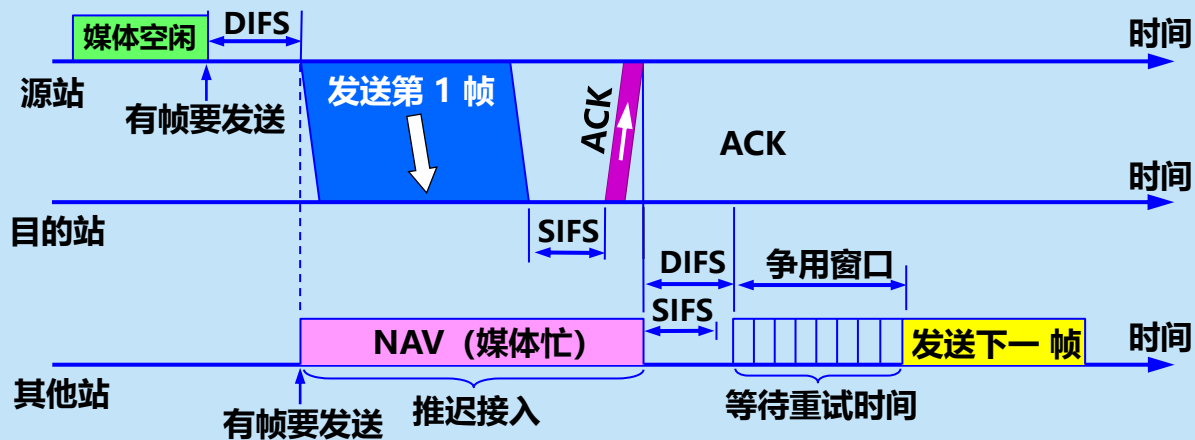 媒体空闲
DIFS
时间
源站
有帧要发送
发送第 1 帧
ACK
ACK
时间
目的站
SIFS
DIFS
争用窗口
SIFS
NAV（媒体忙）
发送下一 帧
时间
其他站
有帧要发送
推迟接入
等待重试时间